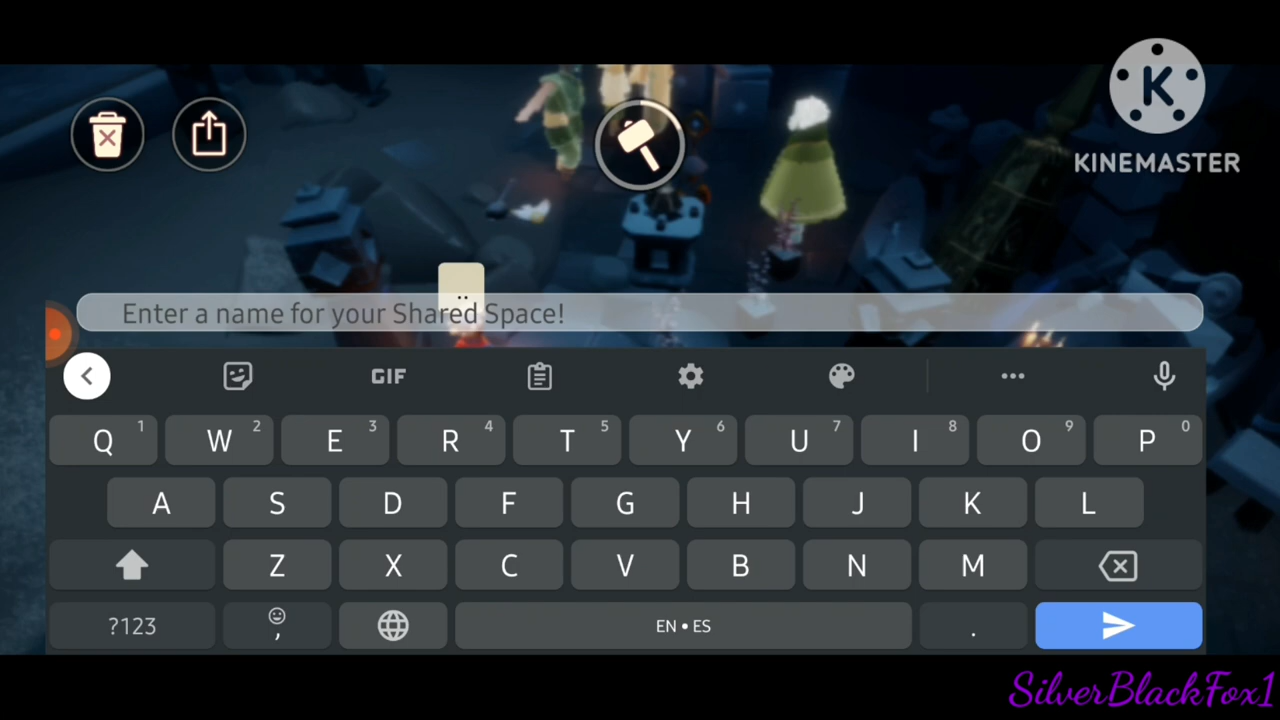 KINEMASTER
Enter a name for your Shared Space!
GIF
Q 1 W 2 E 3 R 4 T 5 Y 6 U 7 I 8 O 9 P 0
A S D F G H J K L
Z X C V B N M
?123 , EN • ES .
SilverBlackFox1